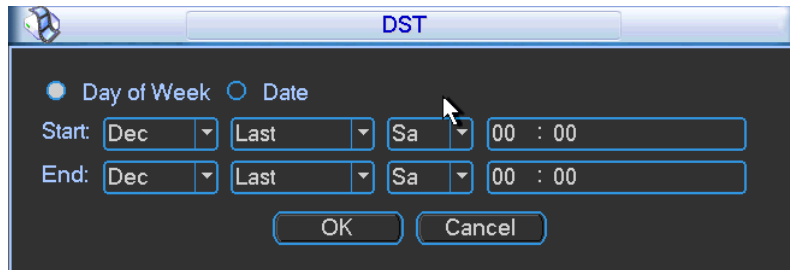 DST
Day of Week Date
Start: Dec Last Sa 00 : 00
End: Dec Last Sa 00 : 00
OK Cancel